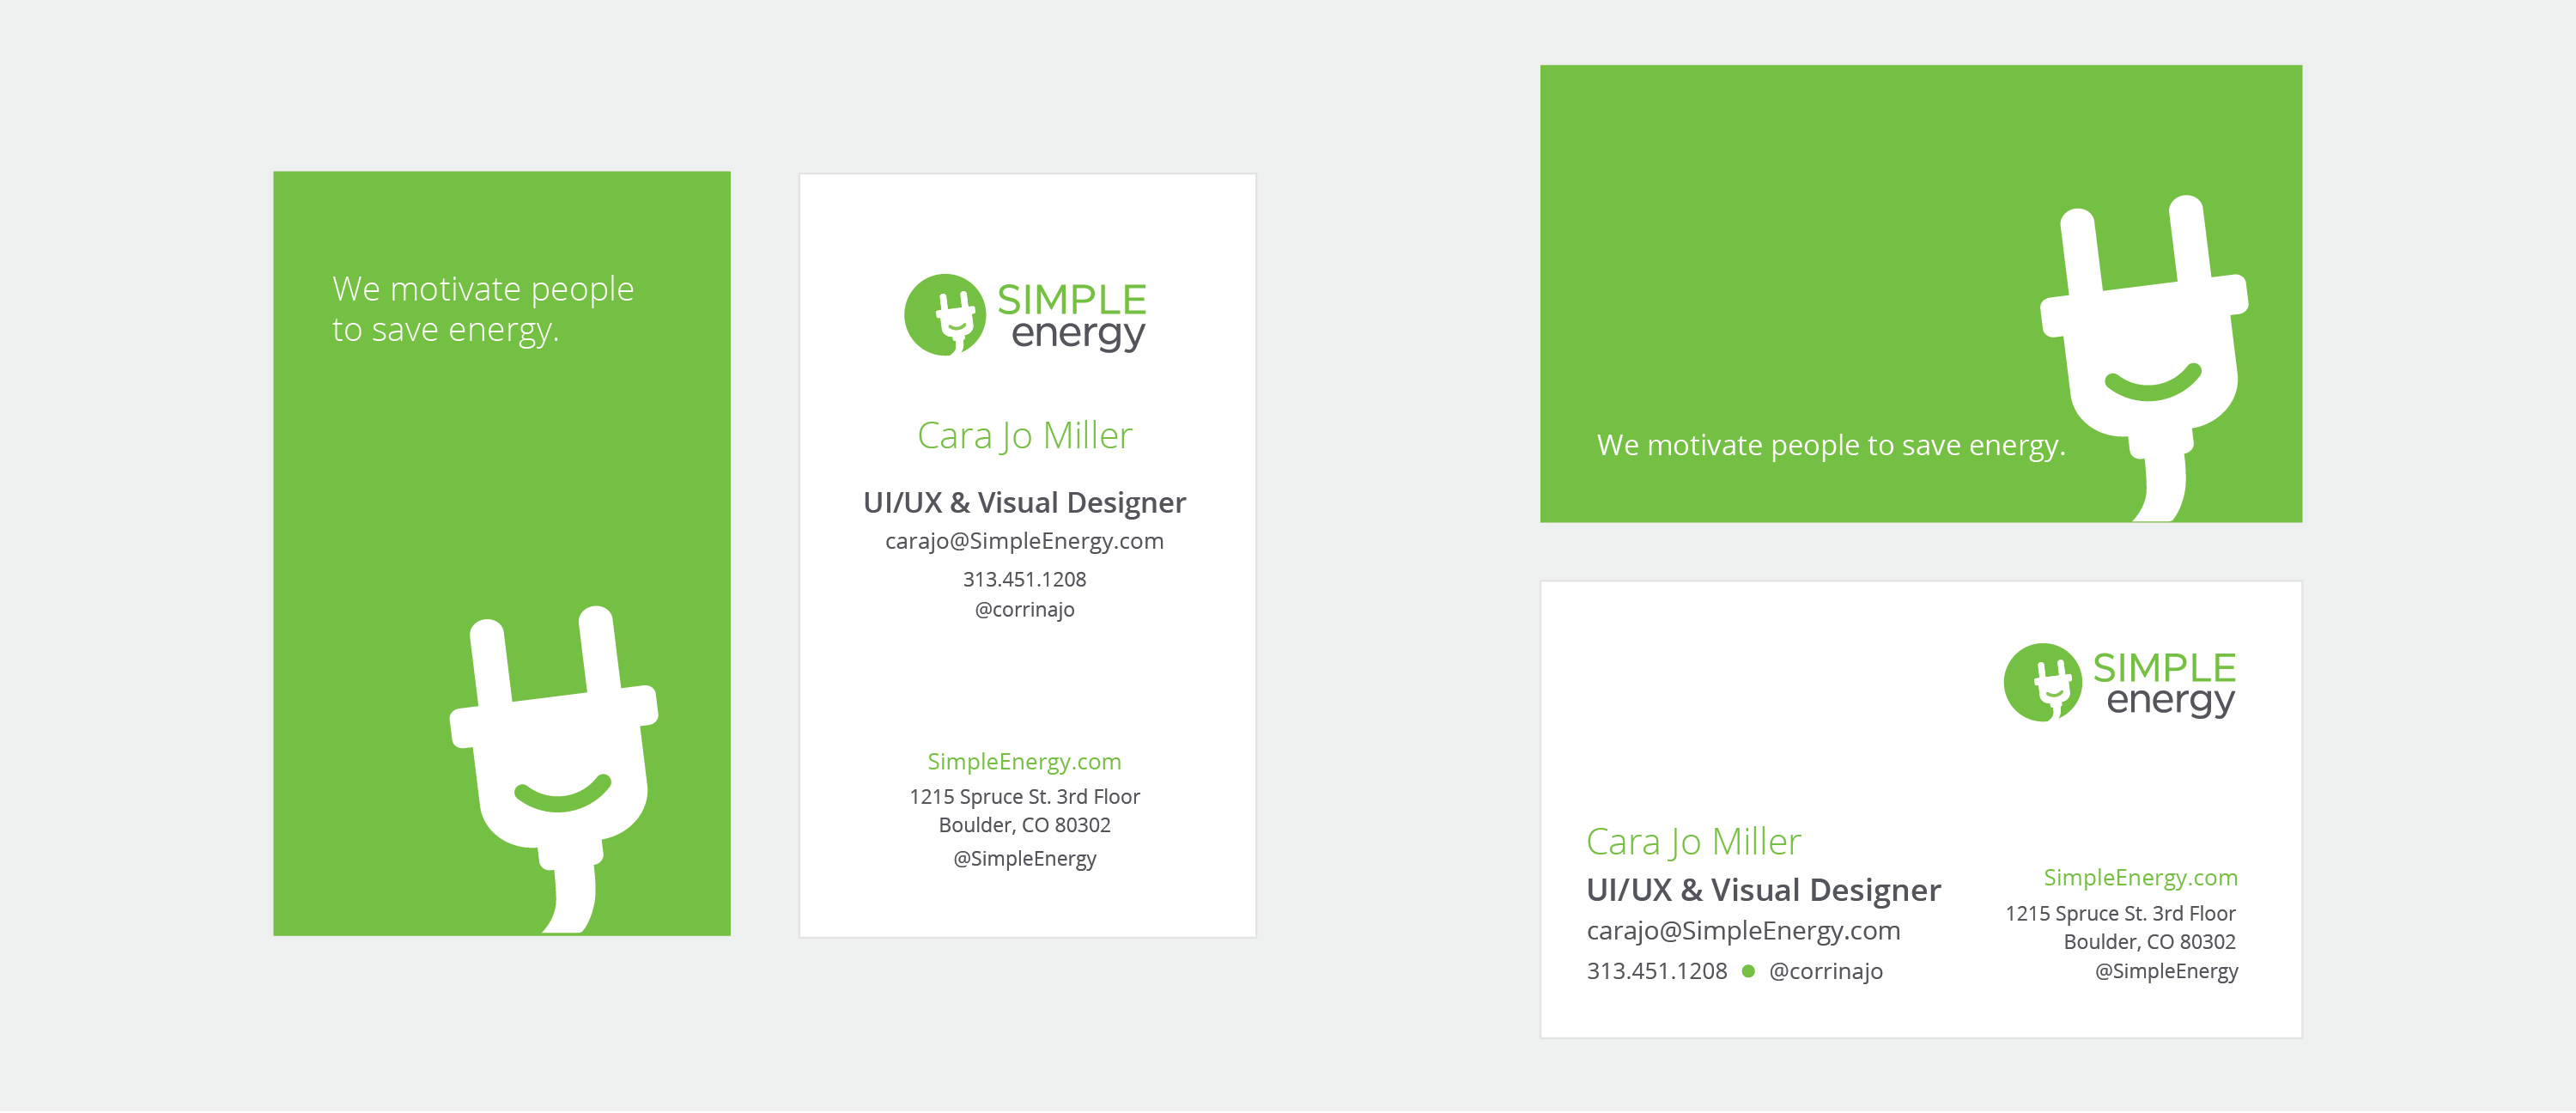 We motivate people
to save energy.
SIMPLE
energy
Cara Jo Miller
UI/UX & Visual Designer
carajo@SimpleEnergy.com
313.451.1208
@corrinajo
SimpleEnergy.com
1215 Spruce St. 3rd Floor
Boulder, CO 80302
@SimpleEnergy
We motivate people to save energy.
SIMPLE
energy
Cara Jo Miller
UI/UX & Visual Designer
carajo@SimpleEnergy.com
313.451.1208 ● @corrinajo
SimpleEnergy.com
1215 Spruce St. 3rd Floor
Boulder, CO 80302
@SimpleEnergy